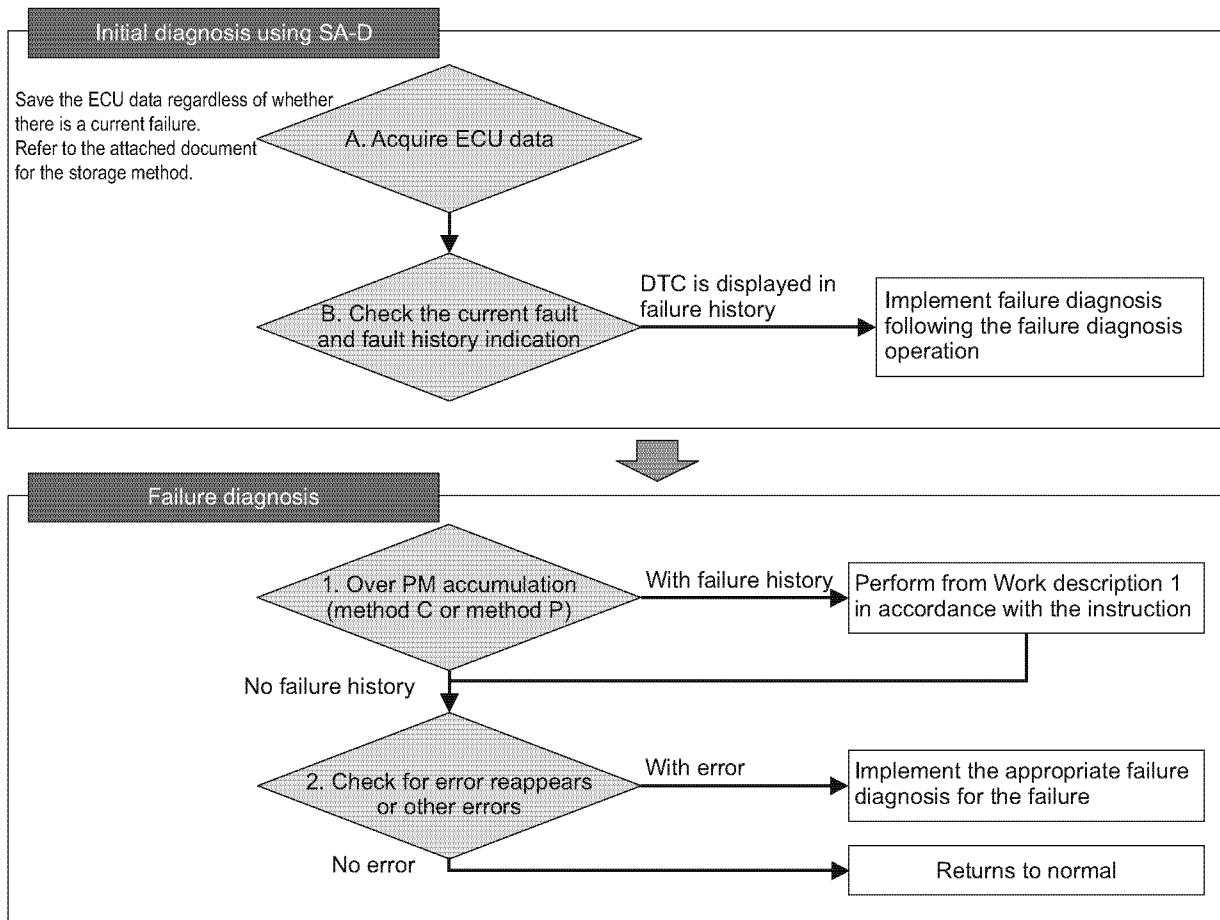 Initial diagnosis using SA-D
Save the ECU data regardless of whether
there is a current failure.
Refer to the attached document
for the storage method.
A. Acquire ECU data
B. Check the current fault
and fault history indication
DTC is displayed in
failure history
Implement failure diagnosis
following the failure diagnosis
operation
Failure diagnosis
1. Over PM accumulation
(method C or method P)
With failure history
Perform from Work description 1
in accordance with the instruction
No failure history
2. Check for error reappears
or other errors
With error
Implement the appropriate failure
diagnosis for the failure
No error
Returns to normal